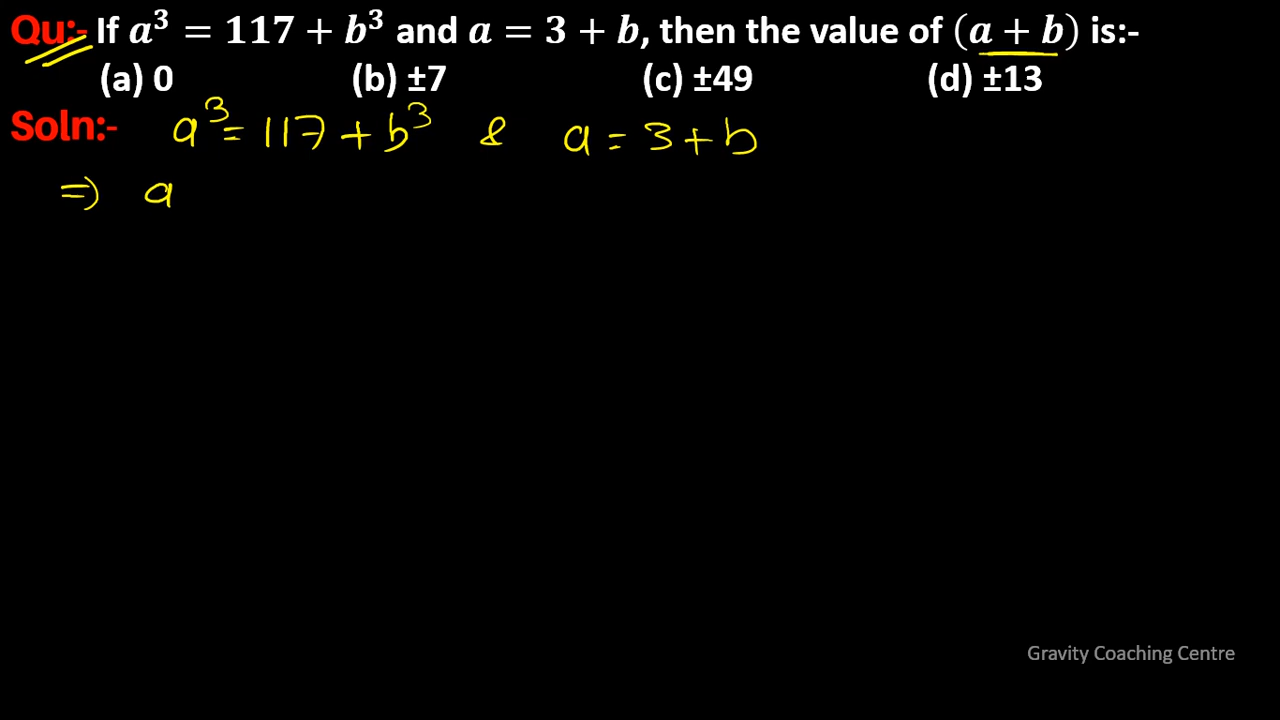 Qu:- If a³ = 117 + b³ and a = 3 + b, then the value of (a + b) is:-
(a) 0 (b) ±7 (c) ±49 (d) ±13
Soln:- a³ = 117 + b³ & a = 3 + b
⇒ a
Gravity Coaching Centre